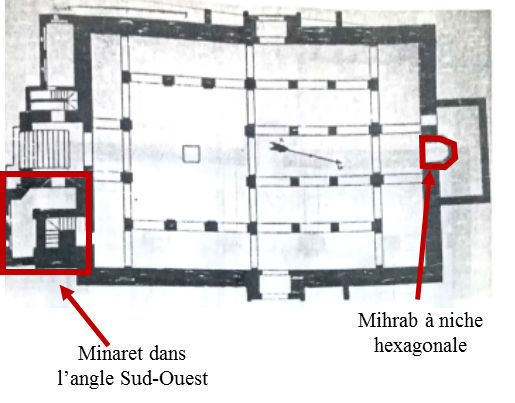 Mihrab à niche
hexagonale
Minaret dans
l’angle Sud-Ouest